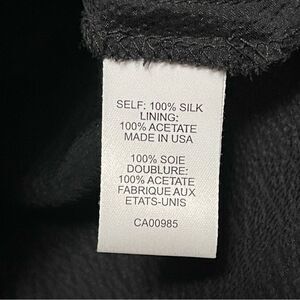 SELF: 100% SILK
LINING:
100% ACETATE
MADE IN USA
100% SOIE
DOUBLURE:
100% ACETATE
FABRIQUE AUX
ETATS-UNIS
CA00985